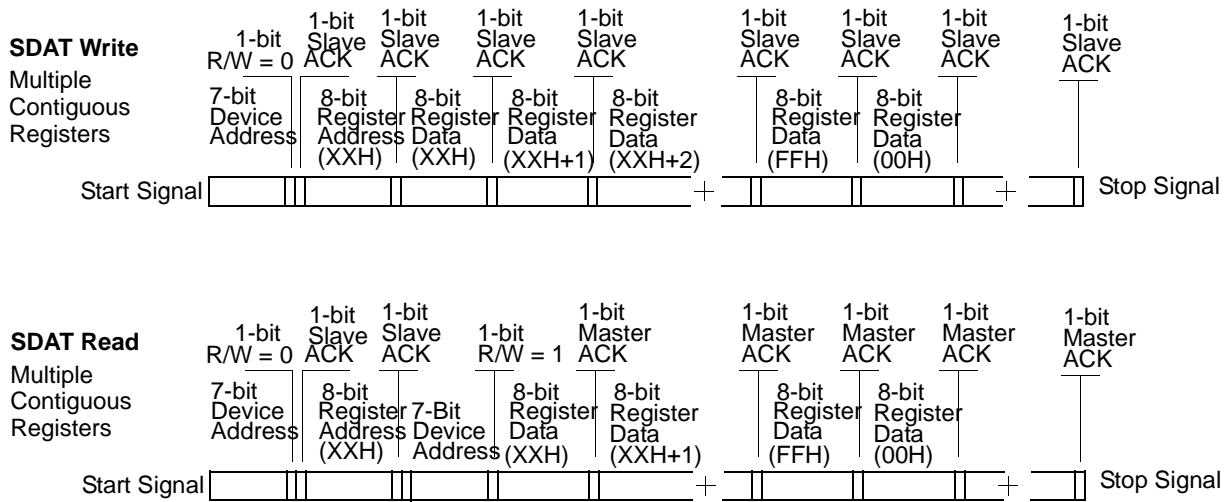 SDAT Write
Multiple
Contiguous
Registers
1-bit
R/W = 0
1-bit
Slave
ACK
1-bit
Slave
ACK
1-bit
Slave
ACK
1-bit
Slave
ACK
1-bit
Slave
ACK
1-bit
Slave
ACK
1-bit
Slave
ACK
1-bit
Slave
ACK
7-bit
Device
Address
8-bit
Register
Address
(XXH)
8-bit
Register
Data
(XXH)
8-bit
Register
Data
(XXH+1)
8-bit
Register
Data
(XXH+2)
8-bit
Register
Data
(FFH)
8-bit
Register
Data
(00H)
Start Signal
Stop Signal
SDAT Read
Multiple
Contiguous
Registers
1-bit
R/W = 0
1-bit
Slave
ACK
1-bit
Slave
ACK
1-bit
R/W = 1
1-bit
Master
ACK
1-bit
Master
ACK
1-bit
Master
ACK
1-bit
Master
ACK
1-bit
Master
ACK
7-bit
Device
Address
8-bit
Register
Address
(XXH)
7-Bit
Device
Address
8-bit
Register
Data
(XXH)
8-bit
Register
Data
(XXH+1)
8-bit
Register
Data
(FFH)
8-bit
Register
Data
(00H)
Start Signal
Stop Signal